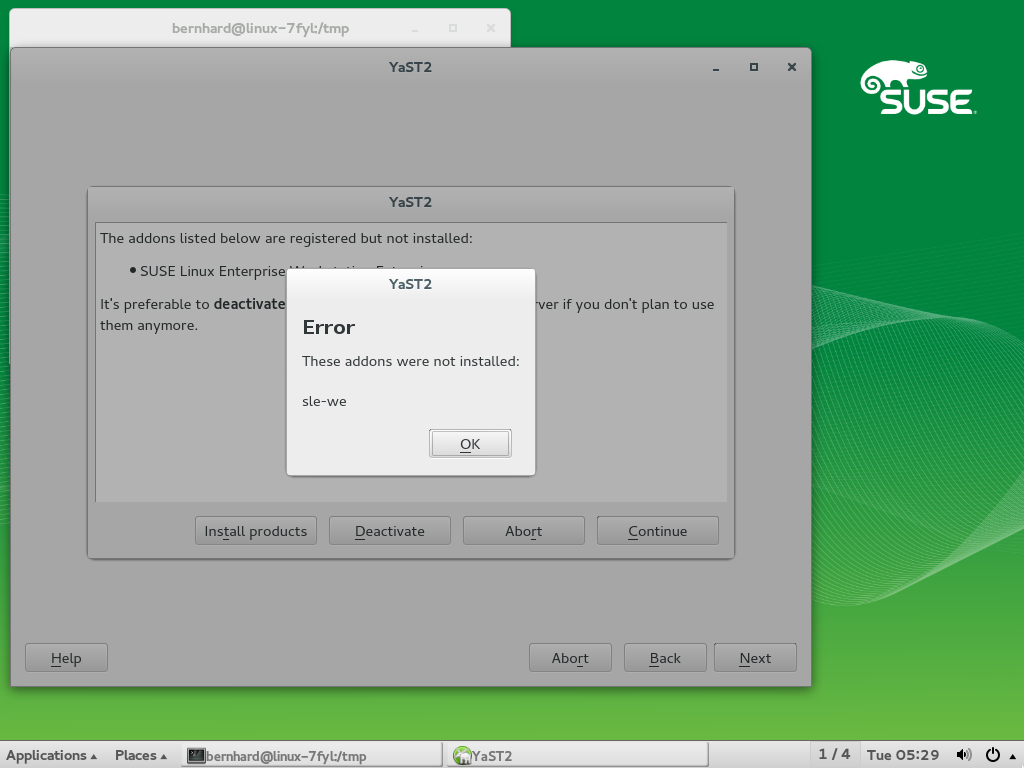 bernhard@linux-7fyl:/tmp
YaST2
SUSE
YaST2
The addons listed below are registered but not installed:
• SUSE Linux Enterprise
It's preferable to deactivate
rver if you don't plan to use
them anymore.
YaST2
Error
These addons were not installed:
sle-we
OK
Install products Deactivate Abort Continue
Help Abort Back Next
Applications Places bernhard@linux-7fyl:/tmp YaST2 1 / 4 Tue 05:29